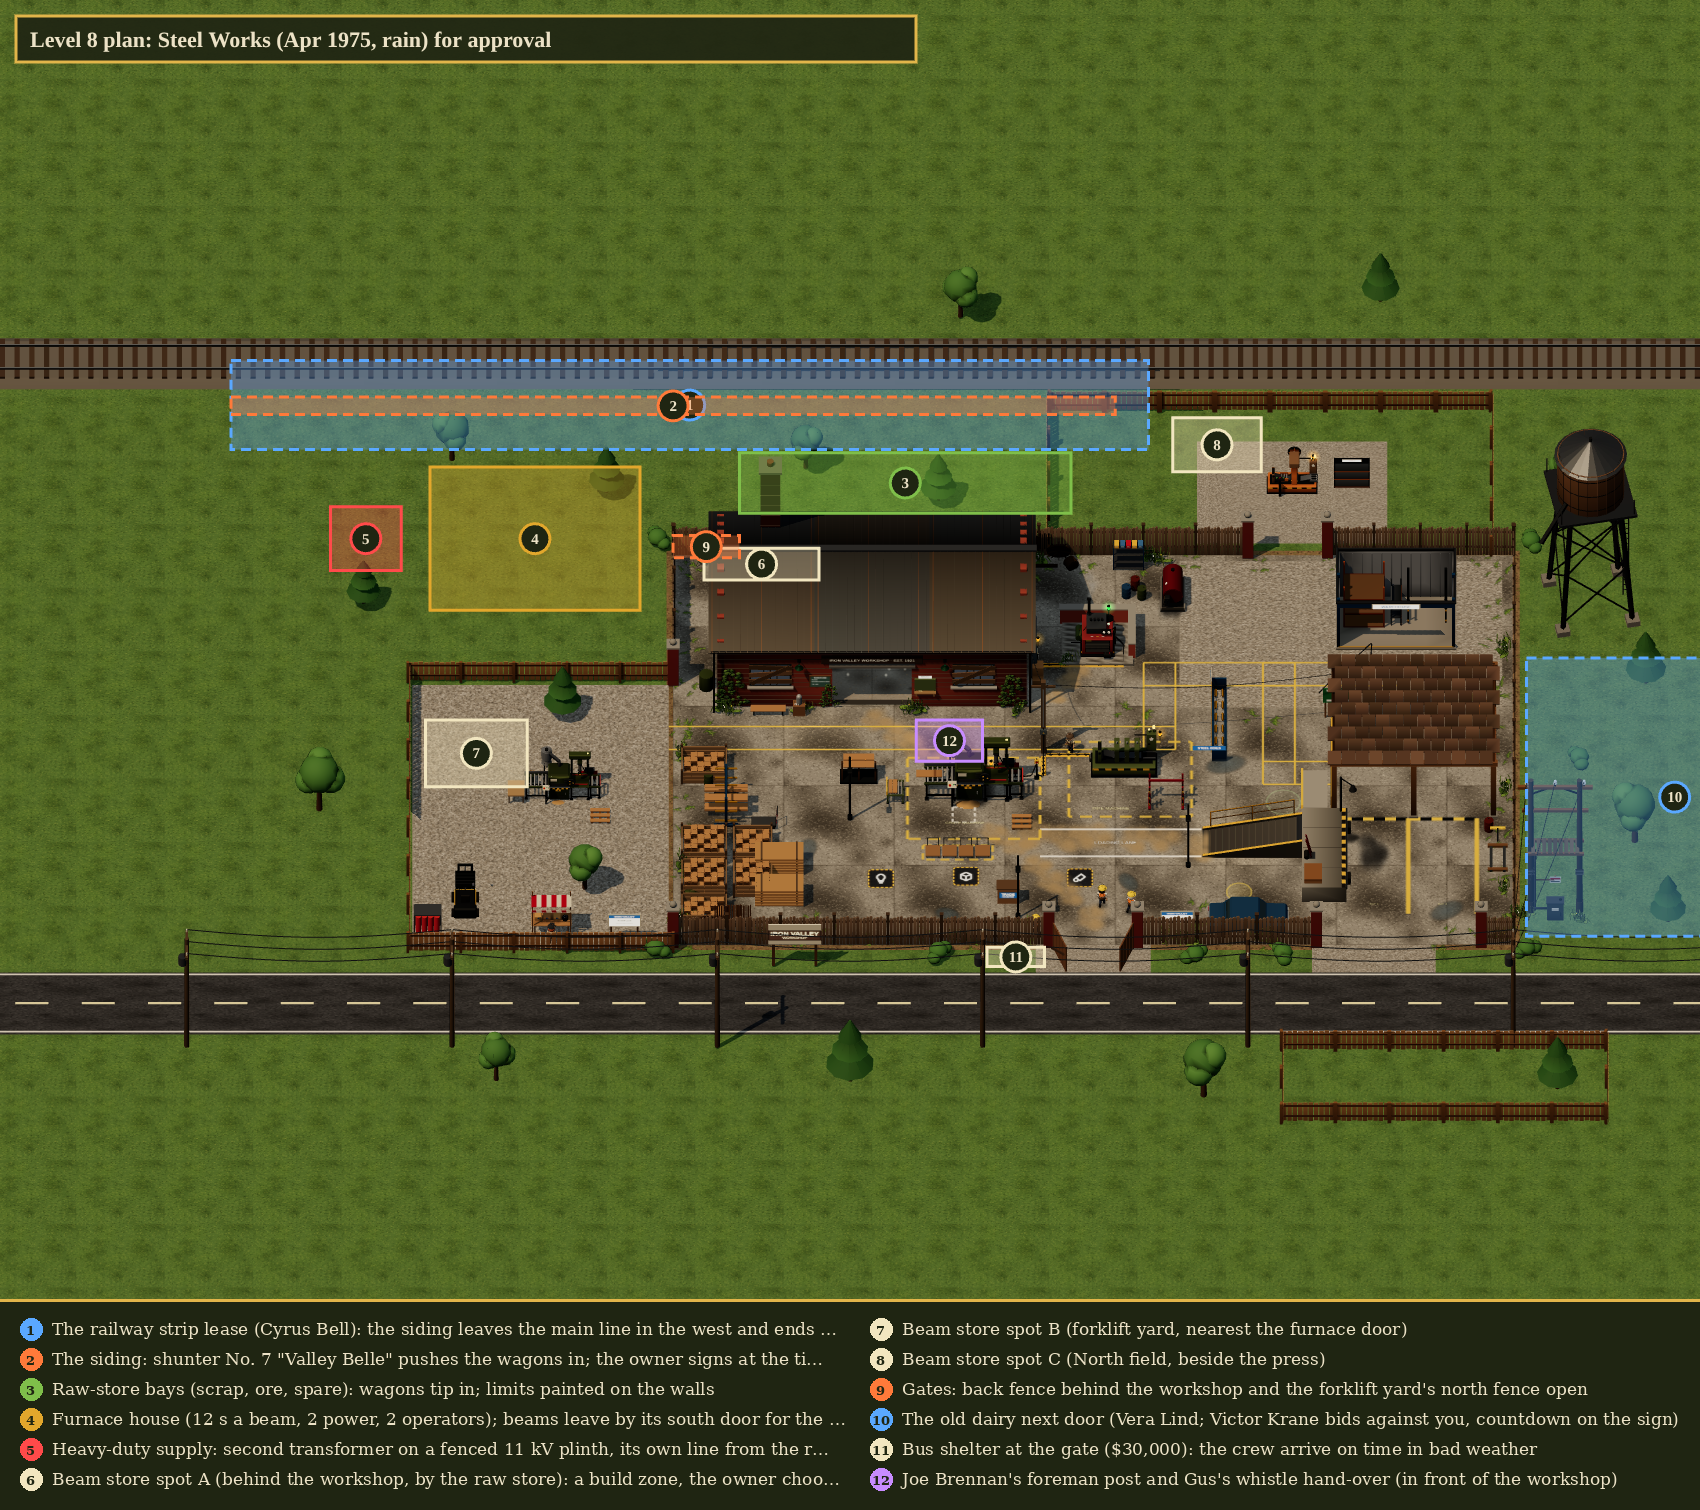 Level 8 plan: Steel Works (Apr 1975, rain) for approval
2
8
3
5
4
9
6
IRON VALLEY WORKSHOP EST. 1921
7
12
10
IRON VALLEY
11
1 The railway strip lease (Cyrus Bell): the siding leaves the main line in the west and ends ...
2 The siding: shunter No. 7 "Valley Belle" pushes the wagons in; the owner signs at the ti...
3 Raw-store bays (scrap, ore, spare): wagons tip in; limits painted on the walls
4 Furnace house (12 s a beam, 2 power, 2 operators); beams leave by its south door for the ...
5 Heavy-duty supply: second transformer on a fenced 11 kV plinth, its own line from the r...
6 Beam store spot A (behind the workshop, by the raw store): a build zone, the owner choo...
7 Beam store spot B (forklift yard, nearest the furnace door)
8 Beam store spot C (North field, beside the press)
9 Gates: back fence behind the workshop and the forklift yard's north fence open
10 The old dairy next door (Vera Lind; Victor Krane bids against you, countdown on the sign)
11 Bus shelter at the gate ($30,000): the crew arrive on time in bad weather
12 Joe Brennan's foreman post and Gus's whistle hand-over (in front of the workshop)